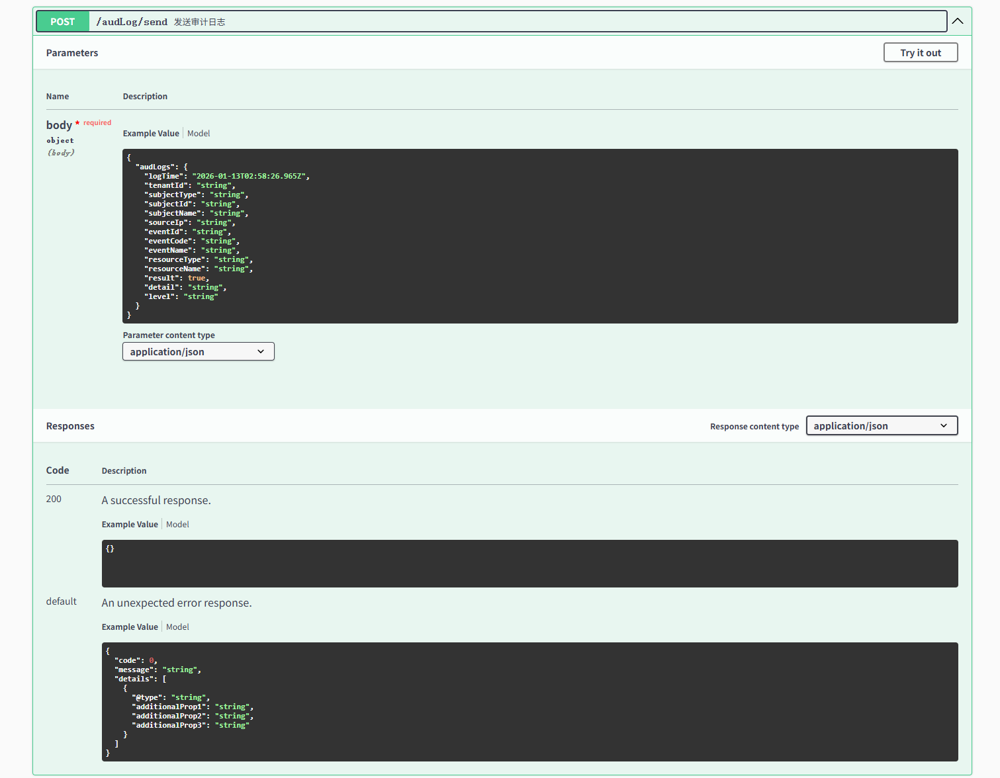 POST /audLog/send 发送审计日志
Parameters
Try it out
Name Description
body * required
object
(body)
Example Value Model
{
  "audLogs": {
    "logTime": "2026-01-13T02:58:26.965Z",
    "tenantId": "string",
    "subjectType": "string",
    "subjectId": "string",
    "subjectName": "string",
    "sourceIp": "string",
    "eventId": "string",
    "eventCode": "string",
    "eventName": "string",
    "resourceType": "string",
    "resourceName": "string",
    "result": true,
    "detail": "string",
    "level": "string"
  }
}
Parameter content type
application/json
Responses
Response content type application/json
Code Description
200 A successful response.
Example Value Model
{}
default An unexpected error response.
Example Value Model
{
  "code": 0,
  "message": "string",
  "details": [
    {
      "@type": "string",
      "additionalProp1": "string",
      "additionalProp2": "string",
      "additionalProp3": "string"
    }
  ]
}